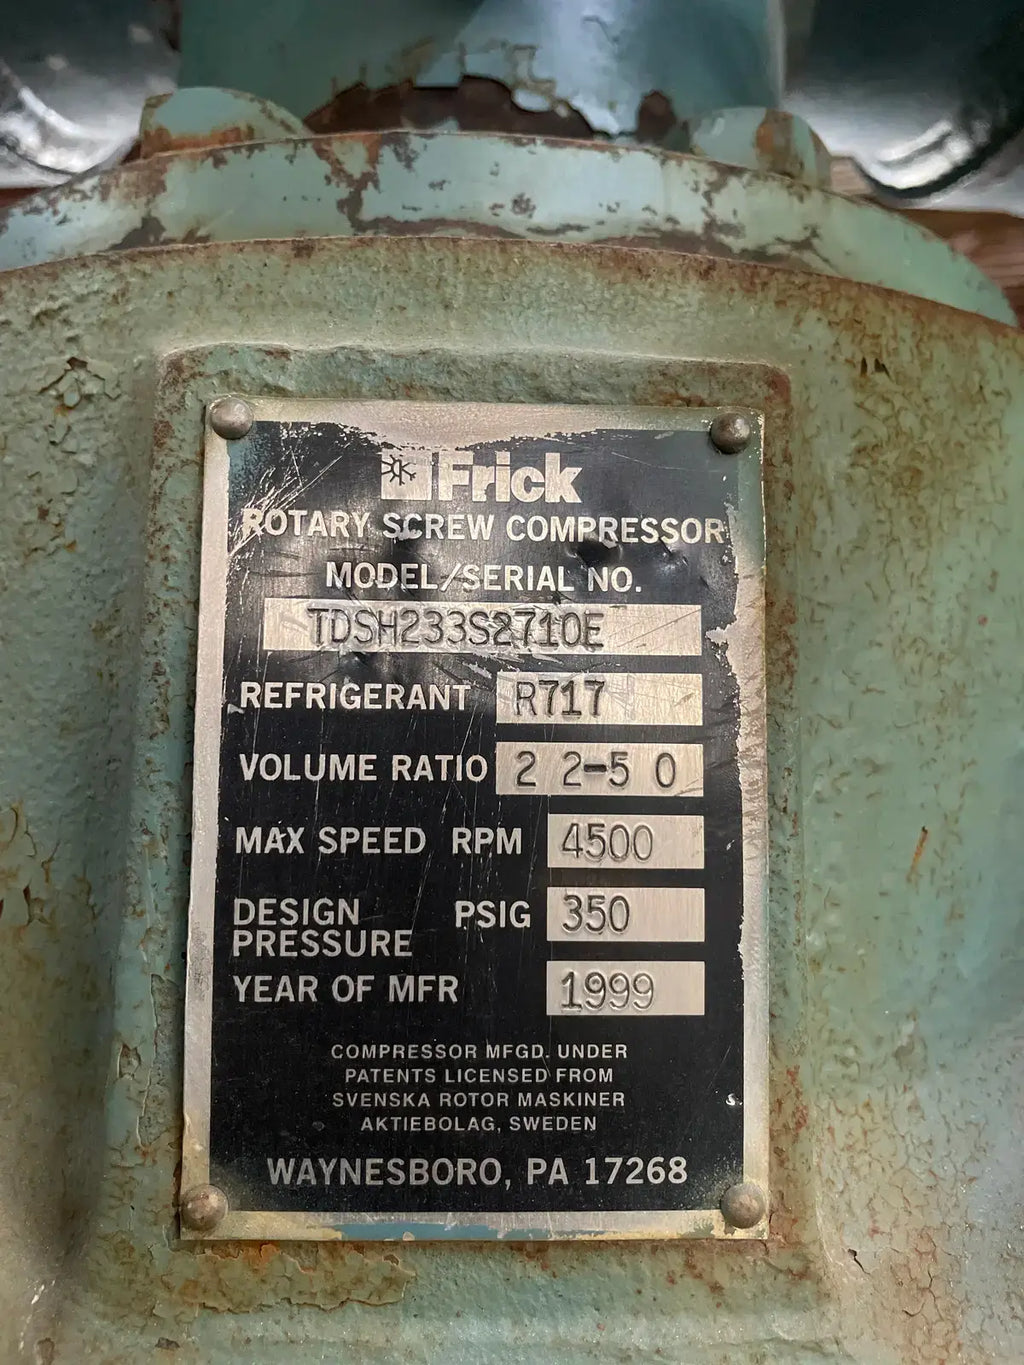 Frick
ROTARY SCREW COMPRESSOR
MODEL/SERIAL NO.
TDSH233S2710E
REFRIGERANT R717
VOLUME RATIO 2 2-5 0
MAX SPEED RPM 4500
DESIGN PRESSURE PSIG 350
YEAR OF MFR 1999
COMPRESSOR MFGD. UNDER
PATENTS LICENSED FROM
SVENSKA ROTOR MASKINER
AKTIEBOLAG, SWEDEN
WAYNESBORO, PA 17268